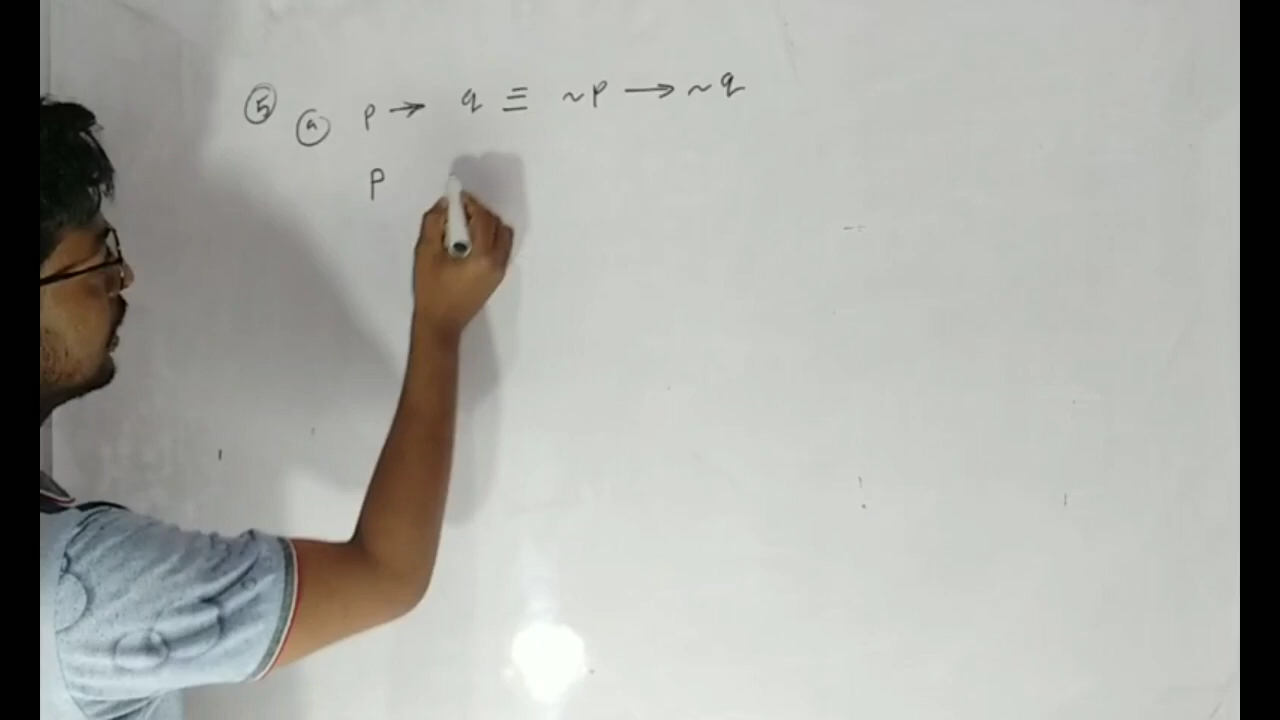 ⑤ ⓐ p → q ≡ ~p → ~q
p